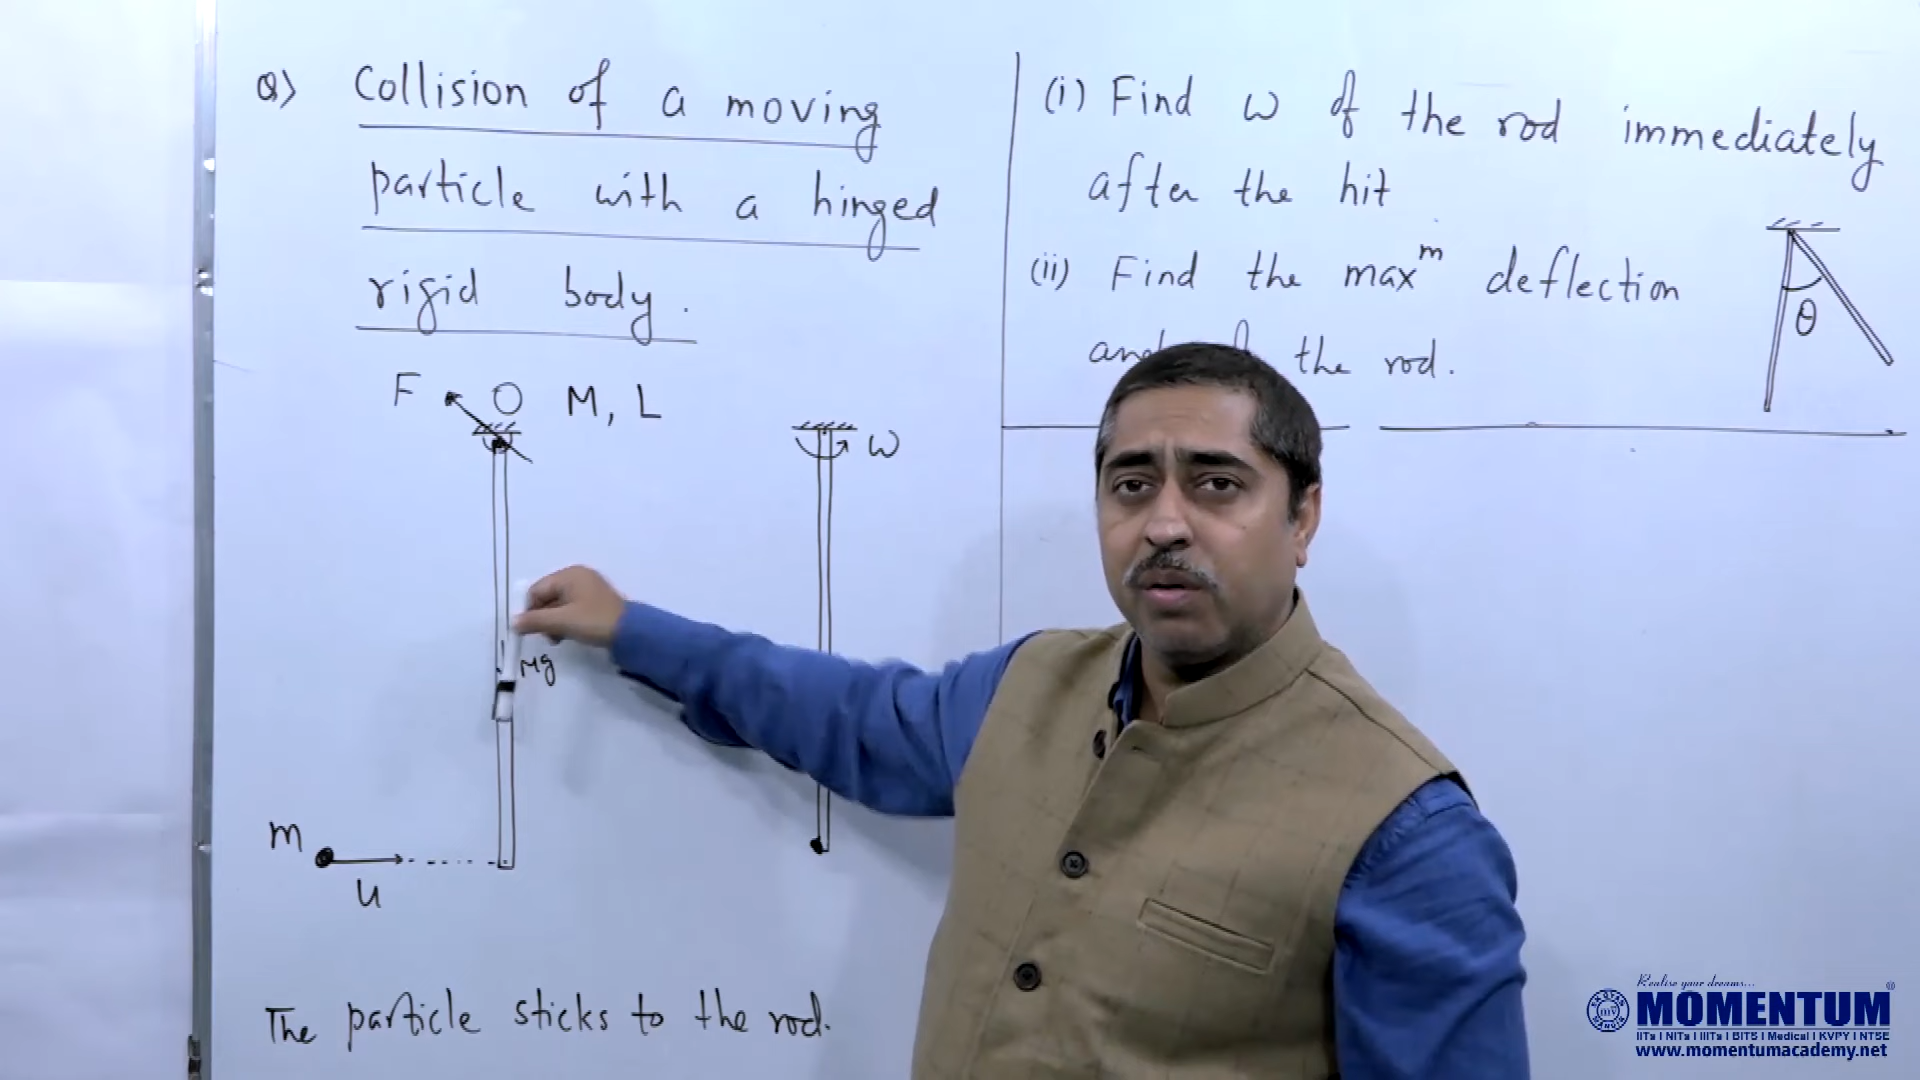 Q> Collision of a moving
particle with a hinged
rigid body.
F O M, L
ω
Mg
m
u
The particle sticks to the rod.
(i) Find ω of the rod immediately
after the hit
(ii) Find the maxᵐ deflection
the rod.
θ
Realise your dreams...
MOMENTUM®
IITs | NITs | IIITs | BITS | Medical | KVPY | NTSE
www.momentumacademy.net